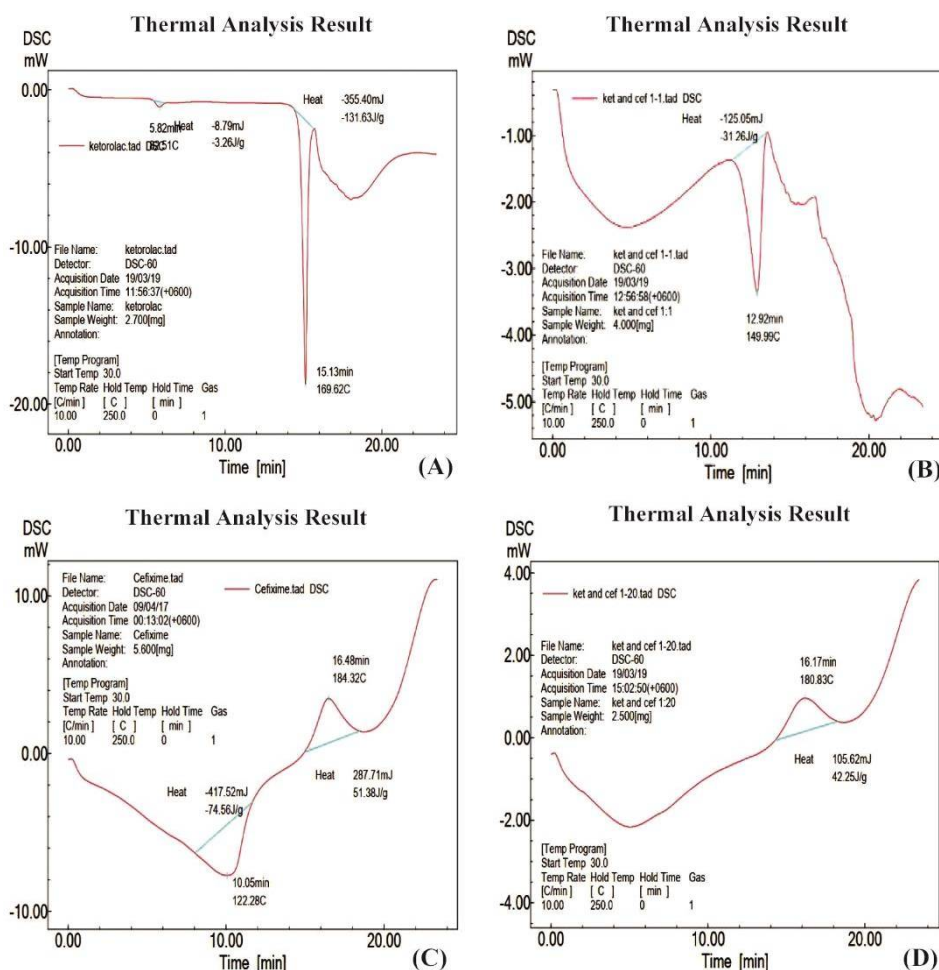 Thermal Analysis Result
DSC
mW
0.00
-10.00
-20.00
Heat -355.40mJ
-131.63J/g
5.82min
Heat -8.79mJ
-3.26J/g
ketorolac.tad DSC
File Name: ketorolac.tad
Detector: DSC-60
Acquisition Date 19/03/19
Acquisition Time 11:56:37(+0600)
Sample Name: ketorolac
Sample Weight: 2.700[mg]
Annotation:
[Temp Program]
Start Temp 30.0
Temp Rate Hold Temp Hold Time Gas
[C/min ] [ C ] [ min ]
10.00 250.0 0 1
15.13min
169.62C
0.00 10.00 20.00
Time [min]
(A)
Thermal Analysis Result
DSC
mW
-1.00
-2.00
-3.00
-4.00
-5.00
ket and cef 1-1.tad DSC
Heat -125.05mJ
-31.26J/g
File Name: ket and cef 1-1.tad
Detector: DSC-60
Acquisition Date 19/03/19
Acquisition Time 12:56:58(+0600)
Sample Name: ket and cef 1:1
Sample Weight: 4.000[mg]
Annotation:
[Temp Program]
Start Temp 30.0
Temp Rate Hold Temp Hold Time Gas
[C/min ] [ C ] [ min ]
10.00 250.0 0 1
12.92min
149.99C
0.00 10.00 20.00
Time [min]
(B)
Thermal Analysis Result
DSC
mW
10.00
0.00
-10.00
File Name: Cefixime.tad
Detector: DSC-60
Acquisition Date 09/04/17
Acquisition Time 00:13:02(+0600)
Sample Name: Cefixime
Sample Weight: 5.600[mg]
Annotation:
[Temp Program]
Start Temp 30.0
Temp Rate Hold Temp Hold Time Gas
[C/min ] [ C ] [ min ]
10.00 250.0 0 1
Cefixime.tad DSC
16.48min
184.32C
Heat -417.52mJ
-74.56J/g
Heat 287.71mJ
51.38J/g
10.05min
122.28C
0.00 10.00 20.00
Time [min]
(C)
Thermal Analysis Result
DSC
mW
4.00
2.00
0.00
-2.00
-4.00
ket and cef 1-20.tad DSC
File Name: ket and cef 1-20.tad
Detector: DSC-60
Acquisition Date 19/03/19
Acquisition Time 15:02:50(+0600)
Sample Name: ket and cef 1:20
Sample Weight: 2.500[mg]
Annotation:
16.17min
180.83C
Heat 105.62mJ
42.25J/g
[Temp Program]
Start Temp 30.0
Temp Rate Hold Temp Hold Time Gas
[C/min ] [ C ] [ min ]
10.00 250.0 0 1
0.00 10.00 20.00
Time [min]
(D)